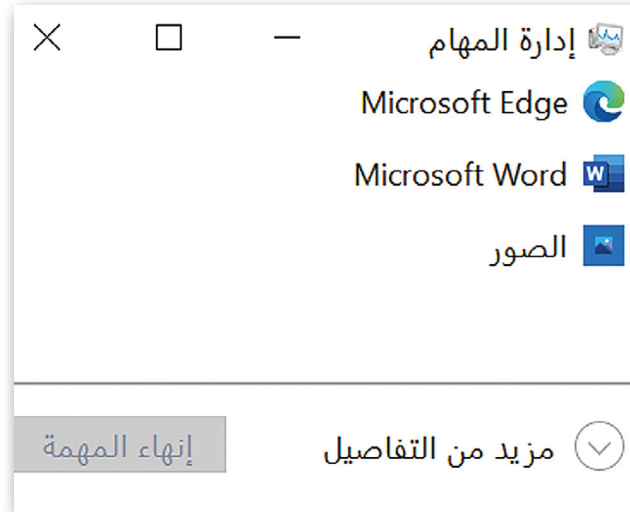 إدارة المهام
Microsoft Edge
Microsoft Word
الصور
مزيد من التفاصيل
إنهاء المهمة